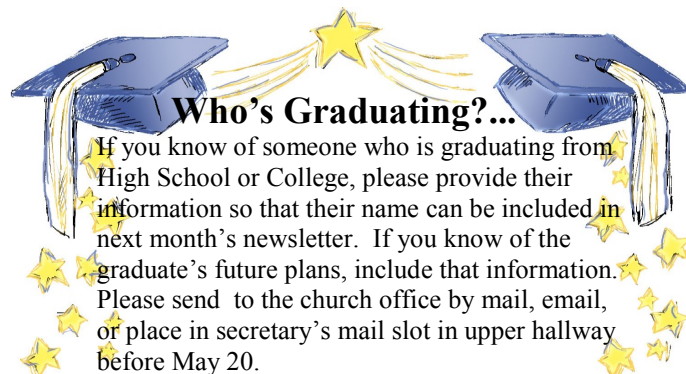 Who's Graduating?...
If you know of someone who is graduating from
High School or College, please provide their
information so that their name can be included in
next month's newsletter.  If you know of the
graduate's future plans, include that information.
Please send  to the church office by mail, email,
or place in secretary's mail slot in upper hallway
before May 20.